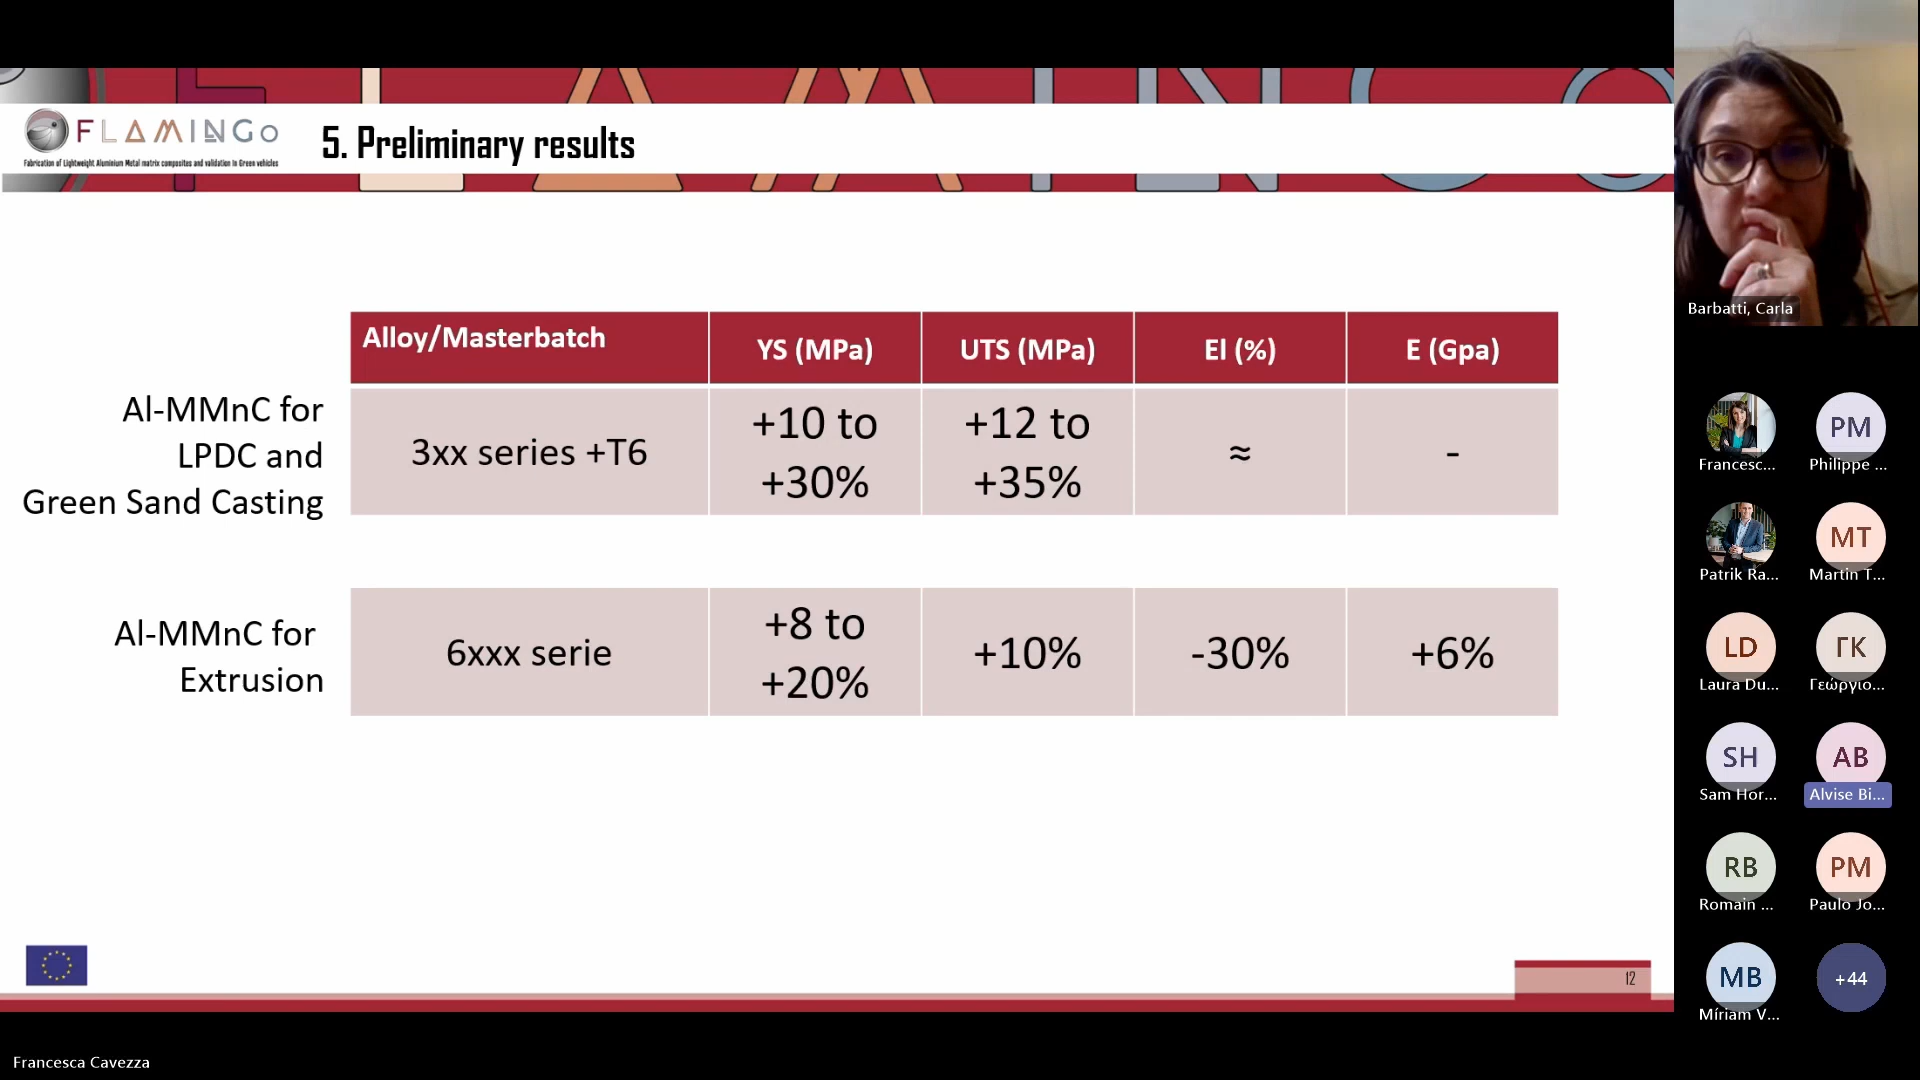 FLAMINGo
Fabrication of Lightweight Aluminium Metal matrix composites and validation In Green vehicles
5. Preliminary results
Alloy/Masterbatch YS (MPa) UTS (MPa) El (%) E (Gpa)
Al-MMnC for
LPDC and
Green Sand Casting
3xx series +T6
+10 to
+30%
+12 to
+35%
≈
-
Al-MMnC for
Extrusion
6xxx serie
+8 to
+20%
+10%
-30%
+6%
12
Francesca Cavezza
Barbatti, Carla
Francesc...
PM
Philippe ...
Patrik Ra...
MT
Martin T...
LD
Laura Du...
ΓΚ
Γεώργιο...
SH
Sam Hor...
AB
Alvise Bi...
RB
Romain ...
PM
Paulo Jo...
MB
Míriam V...
+44